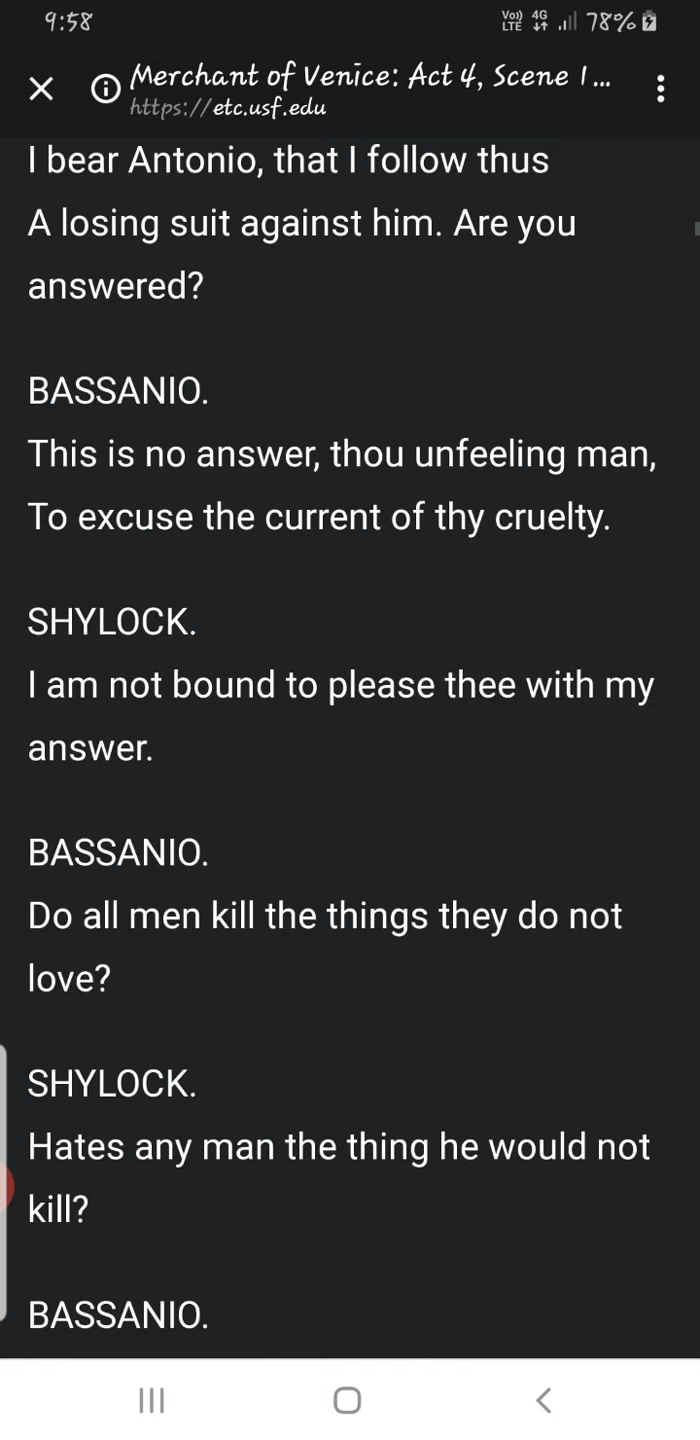 9:58 Vo)) LTE 4G 78%
Merchant of Venice: Act 4, Scene 1...
https://etc.usf.edu
I bear Antonio, that I follow thus
A losing suit against him. Are you
answered?
BASSANIO.
This is no answer, thou unfeeling man,
To excuse the current of thy cruelty.
SHYLOCK.
I am not bound to please thee with my
answer.
BASSANIO.
Do all men kill the things they do not
love?
SHYLOCK.
Hates any man the thing he would not
kill?
BASSANIO.